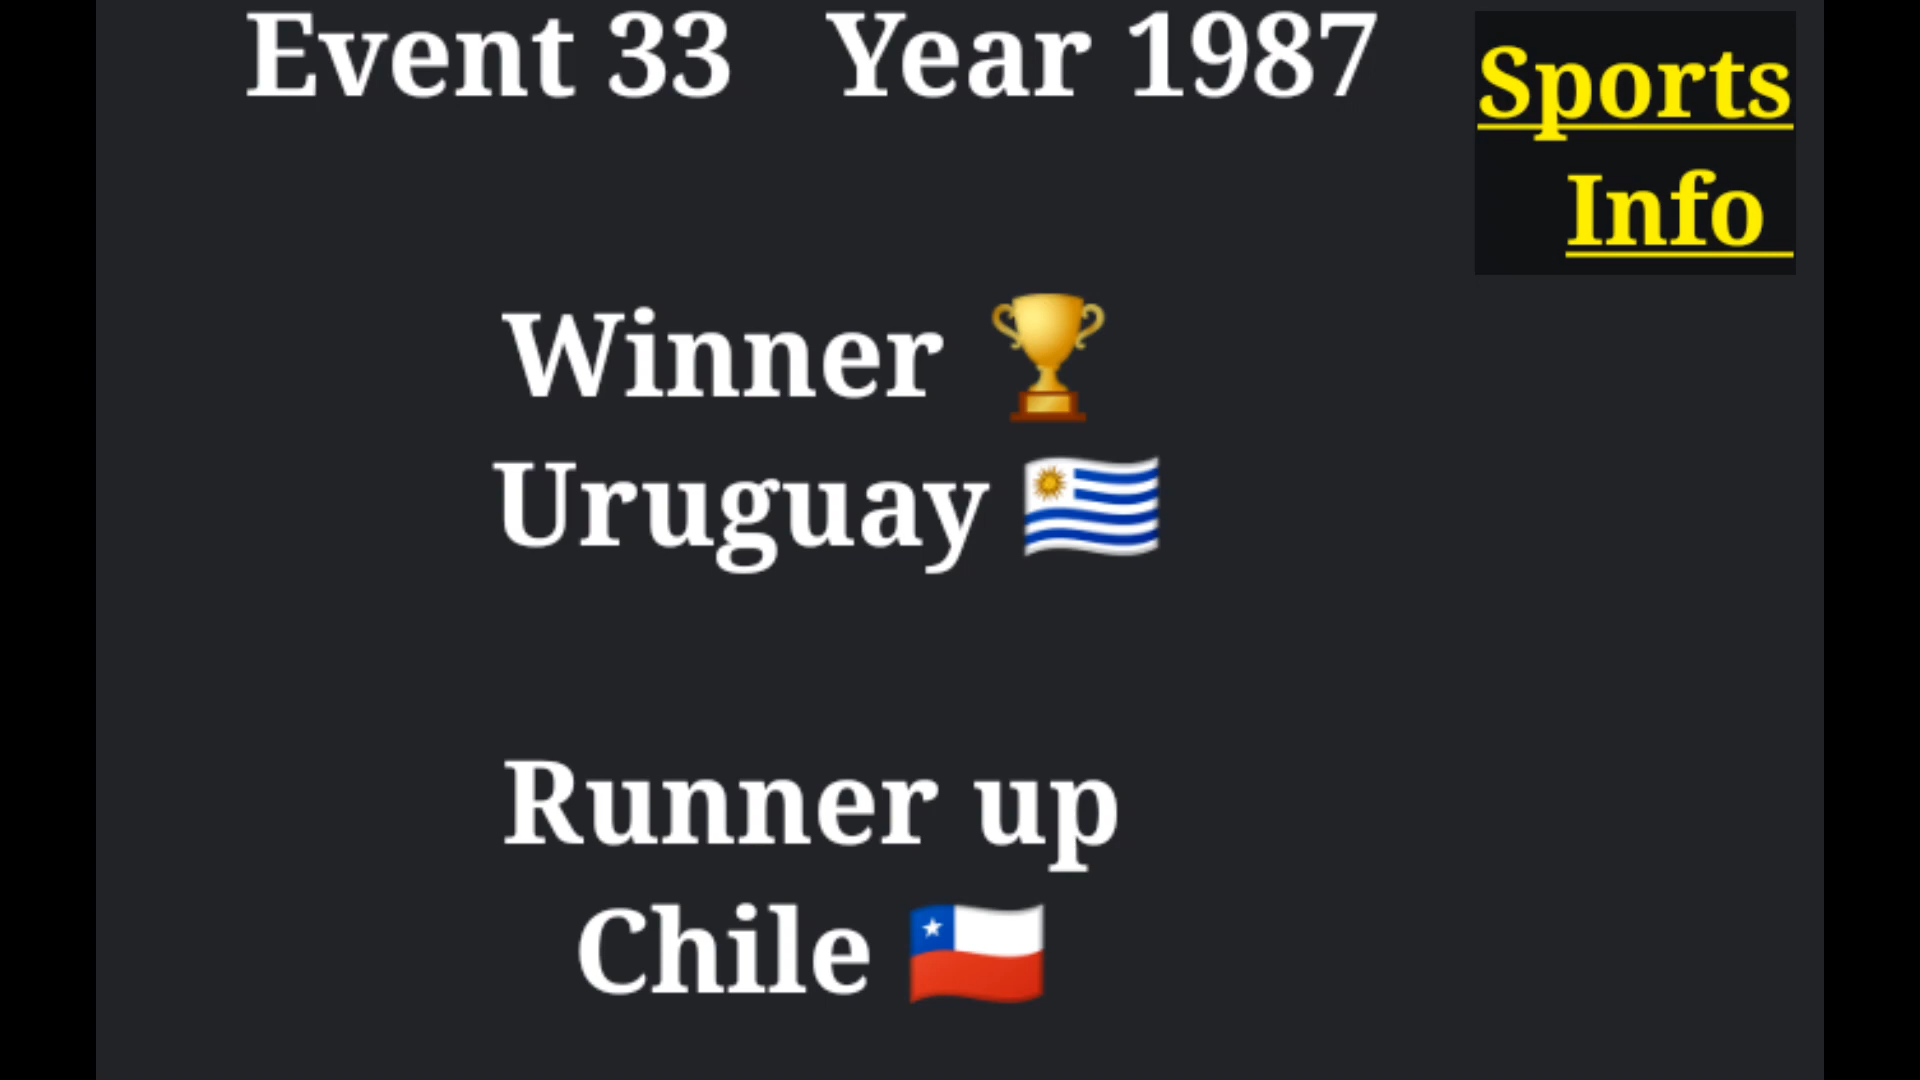 Event 33   Year 1987
Sports
Info
Winner 🏆
Uruguay 🇺🇾
Runner up
Chile 🇨🇱